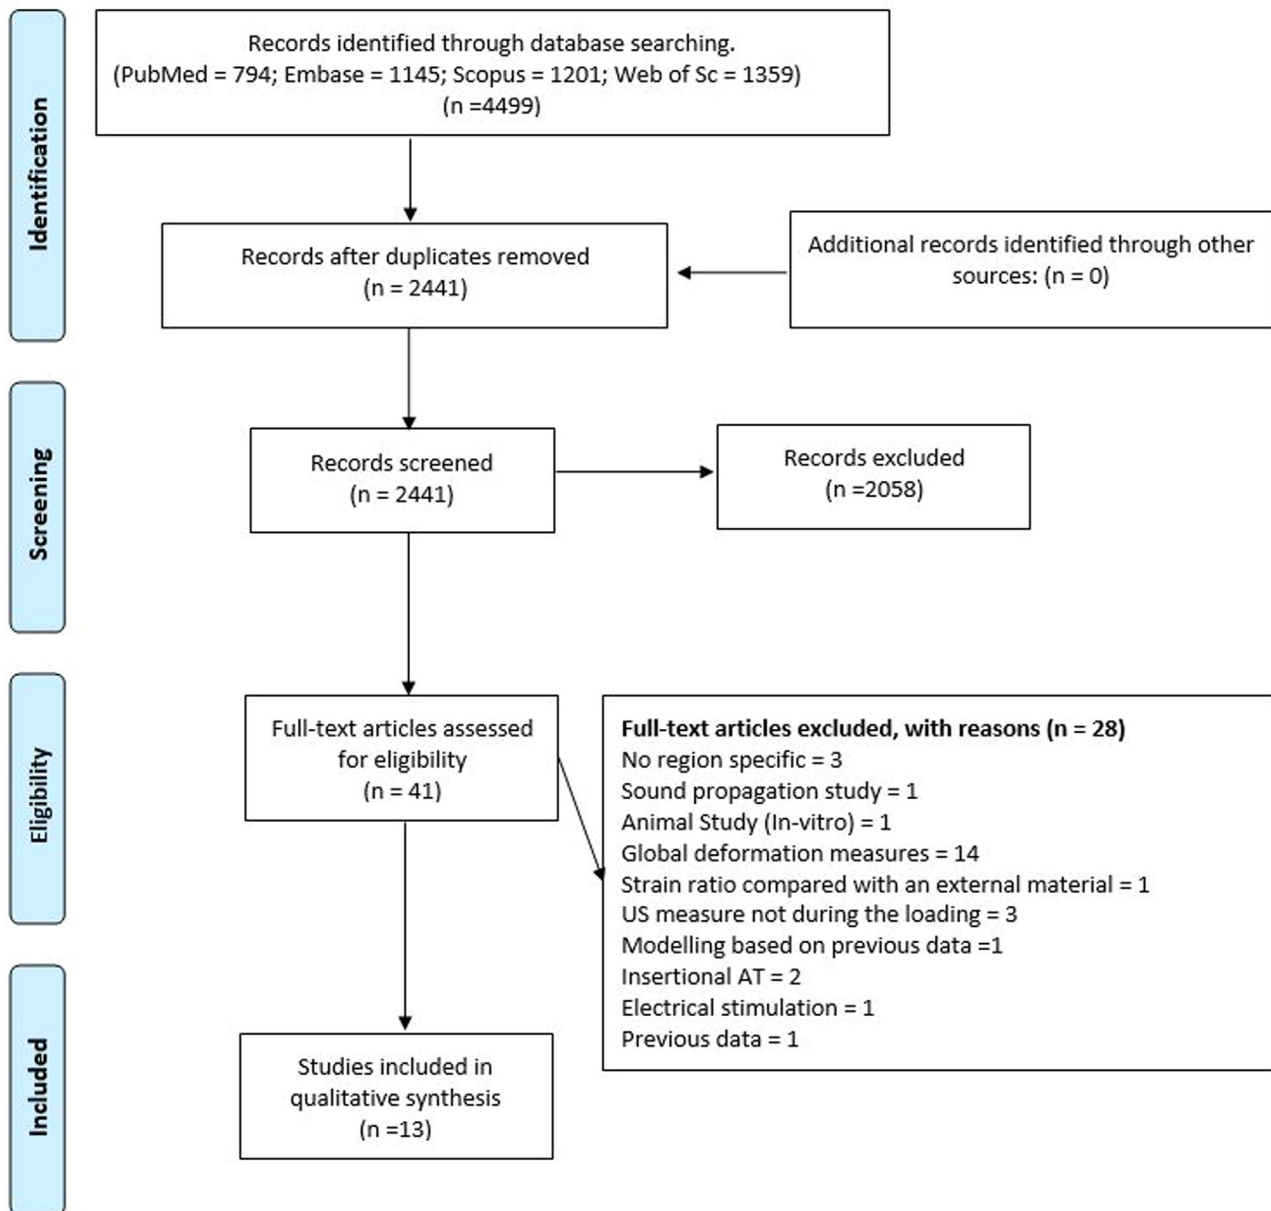 Identification
Records identified through database searching.
(PubMed = 794; Embase = 1145; Scopus = 1201; Web of Sc = 1359)
(n =4499)
Records after duplicates removed
(n = 2441)
Additional records identified through other
sources: (n = 0)
Screening
Records screened
(n = 2441)
Records excluded
(n =2058)
Eligibility
Full-text articles assessed
for eligibility
(n = 41)
Full-text articles excluded, with reasons (n = 28)
No region specific = 3
Sound propagation study = 1
Animal Study (In-vitro) = 1
Global deformation measures = 14
Strain ratio compared with an external material = 1
US measure not during the loading = 3
Modelling based on previous data =1
Insertional AT = 2
Electrical stimulation = 1
Previous data = 1
Included
Studies included in
qualitative synthesis
(n =13)